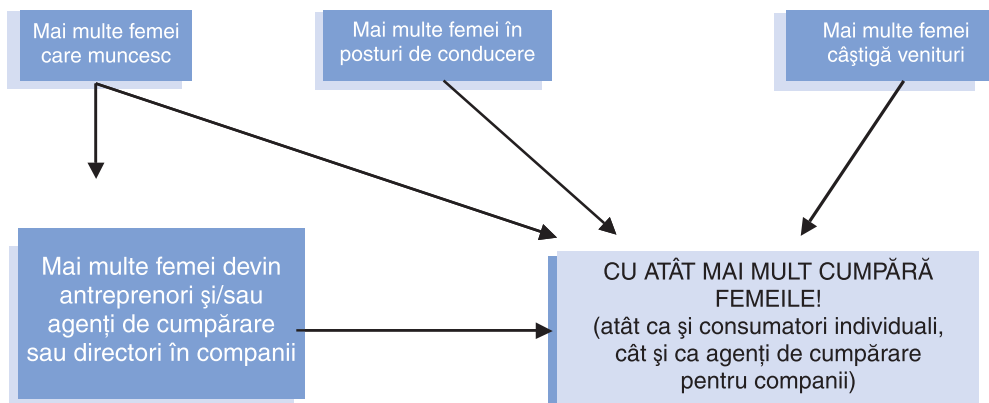 Mai multe femei
care muncesc
Mai multe femei în
posturi de conducere
Mai multe femei
câştigă venituri
Mai multe femei devin
antreprenori şi/sau
agenţi de cumpărare
sau directori în companii
CU ATÂT MAI MULT CUMPĂRĂ
FEMEILE!
(atât ca şi consumatori individuali,
cât şi ca agenţi de cumpărare
pentru companii)